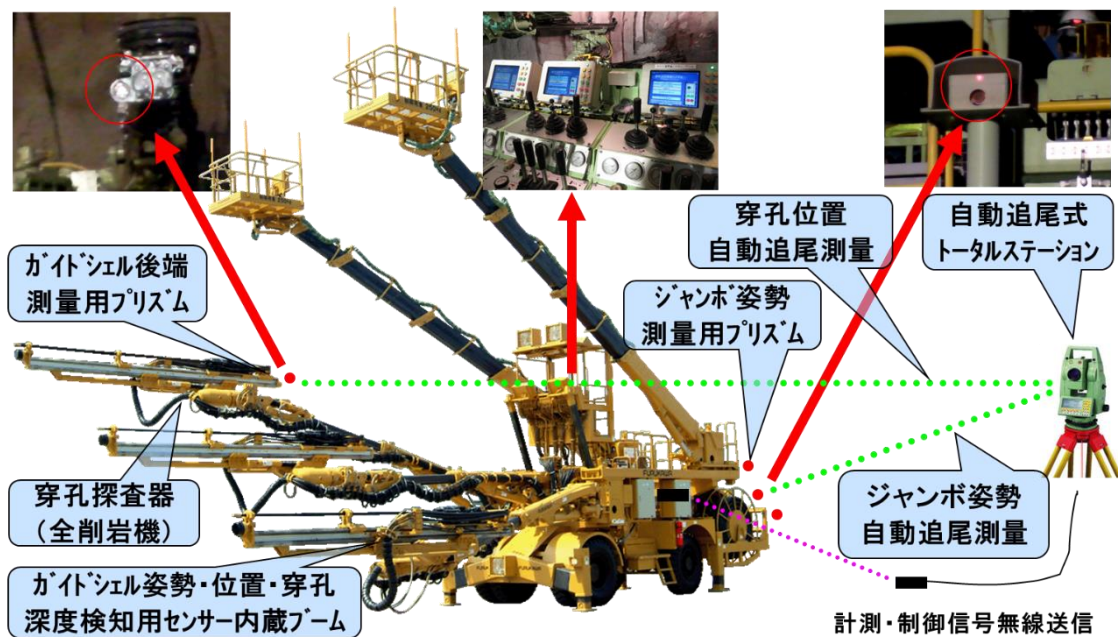 穿孔位置
自動追尾測量
自動追尾式
トータルステーション
ガイドシェル後端
測量用プリズム
ジャンボ姿勢
測量用プリズム
穿孔探査器
(全削岩機)
ジャンボ姿勢
自動追尾測量
ガイドシェル姿勢・位置・穿孔
深度検知用センサー内蔵ブーム
FURUKAWA
計測・制御信号無線送信